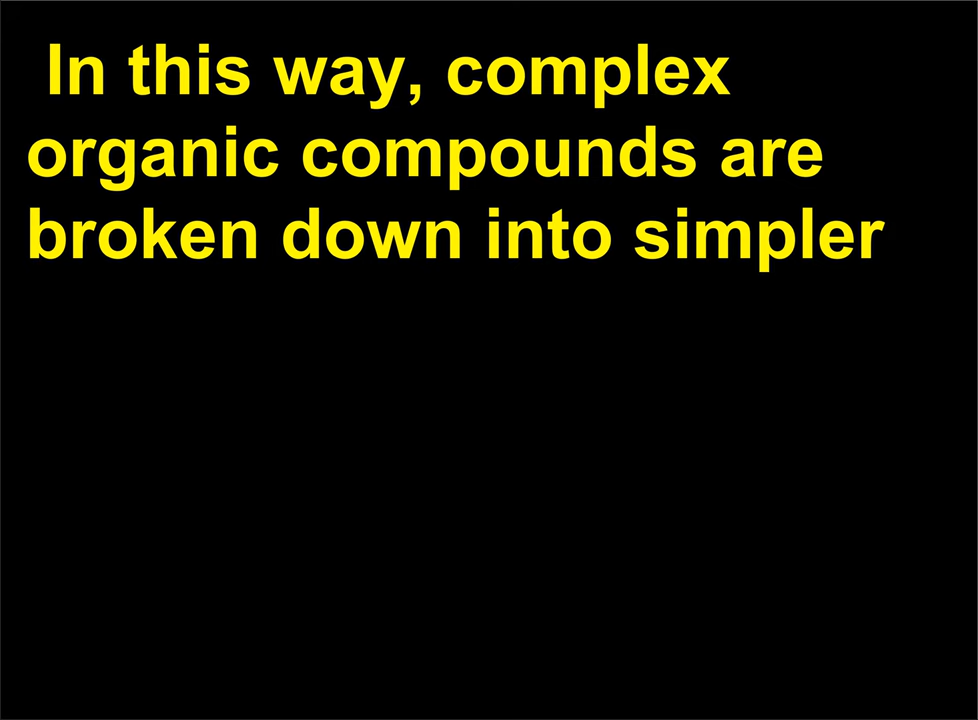 In this way, complex
organic compounds are
broken down into simpler